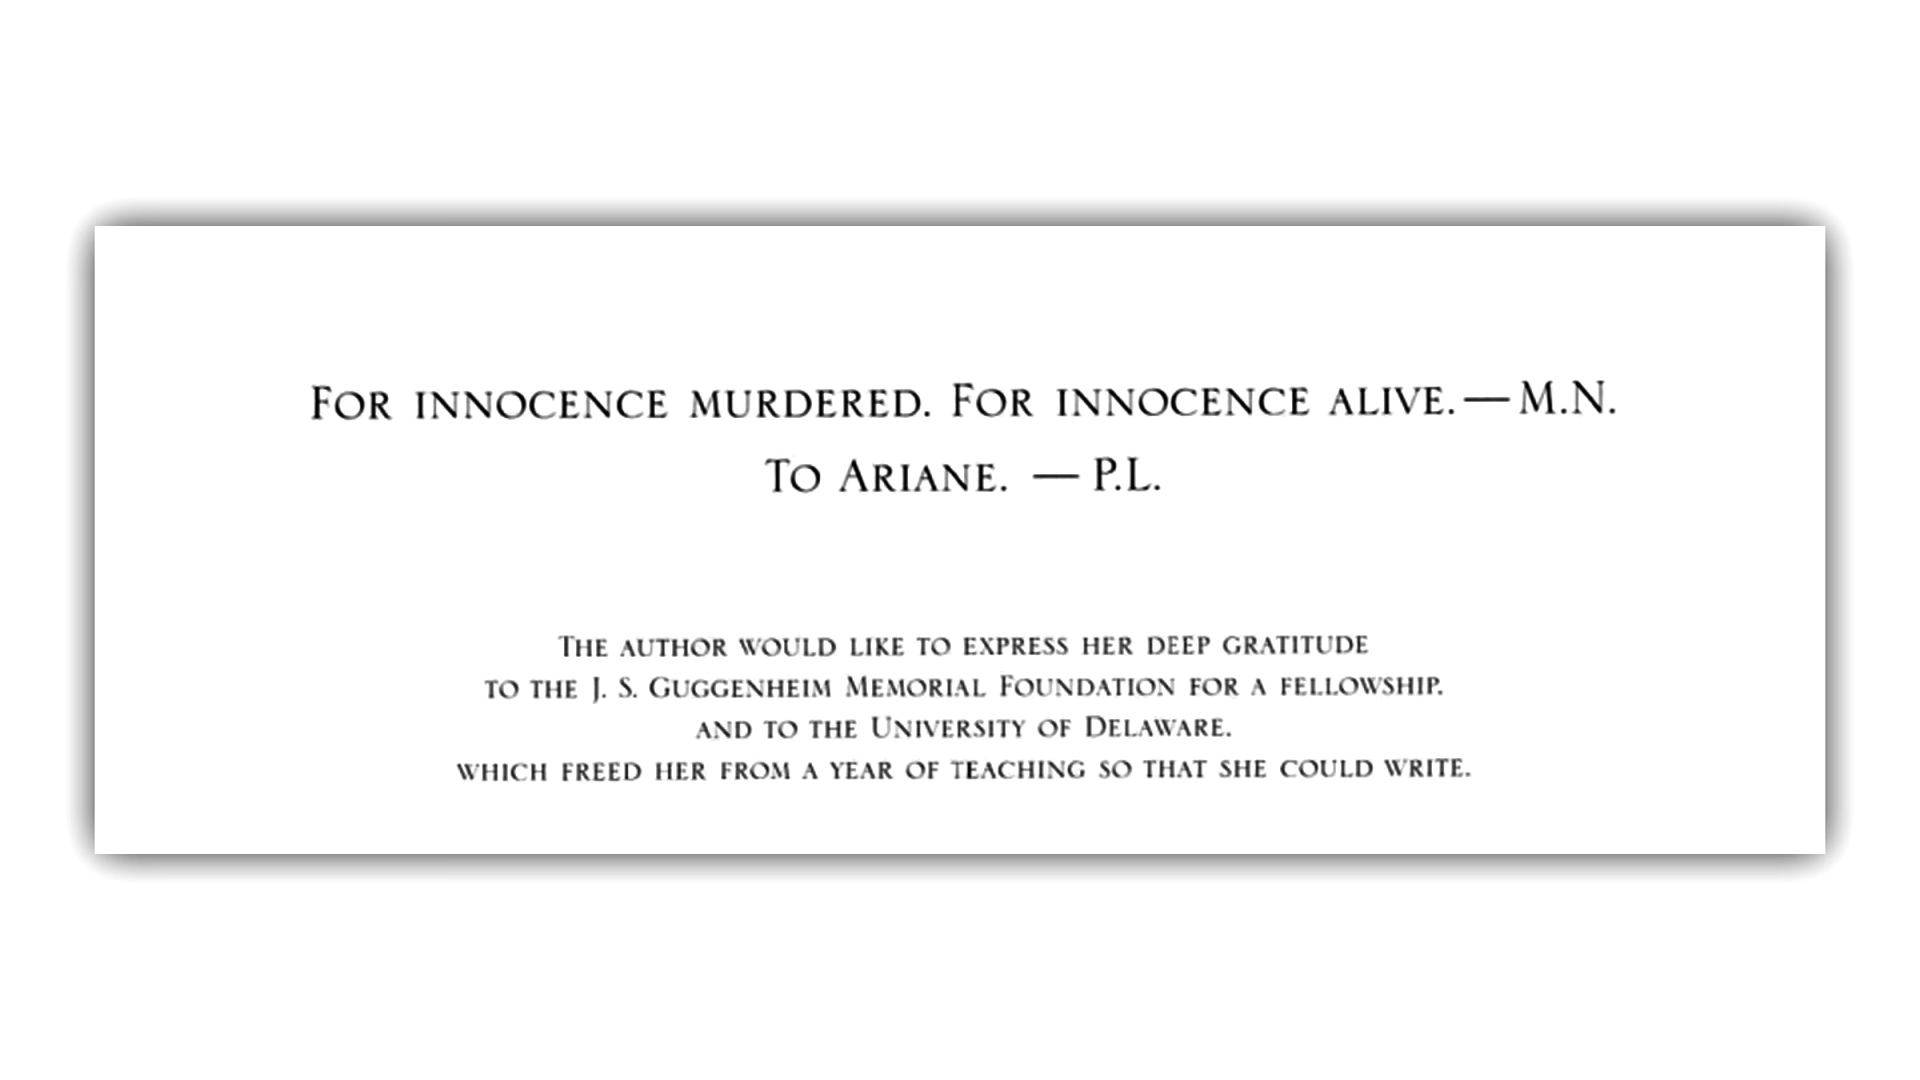 For innocence murdered. For innocence alive.—M.N.
To Ariane. — P.L.
The author would like to express her deep gratitude
to the J. S. Guggenheim Memorial Foundation for a fellowship.
and to the University of Delaware.
which freed her from a year of teaching so that she could write.